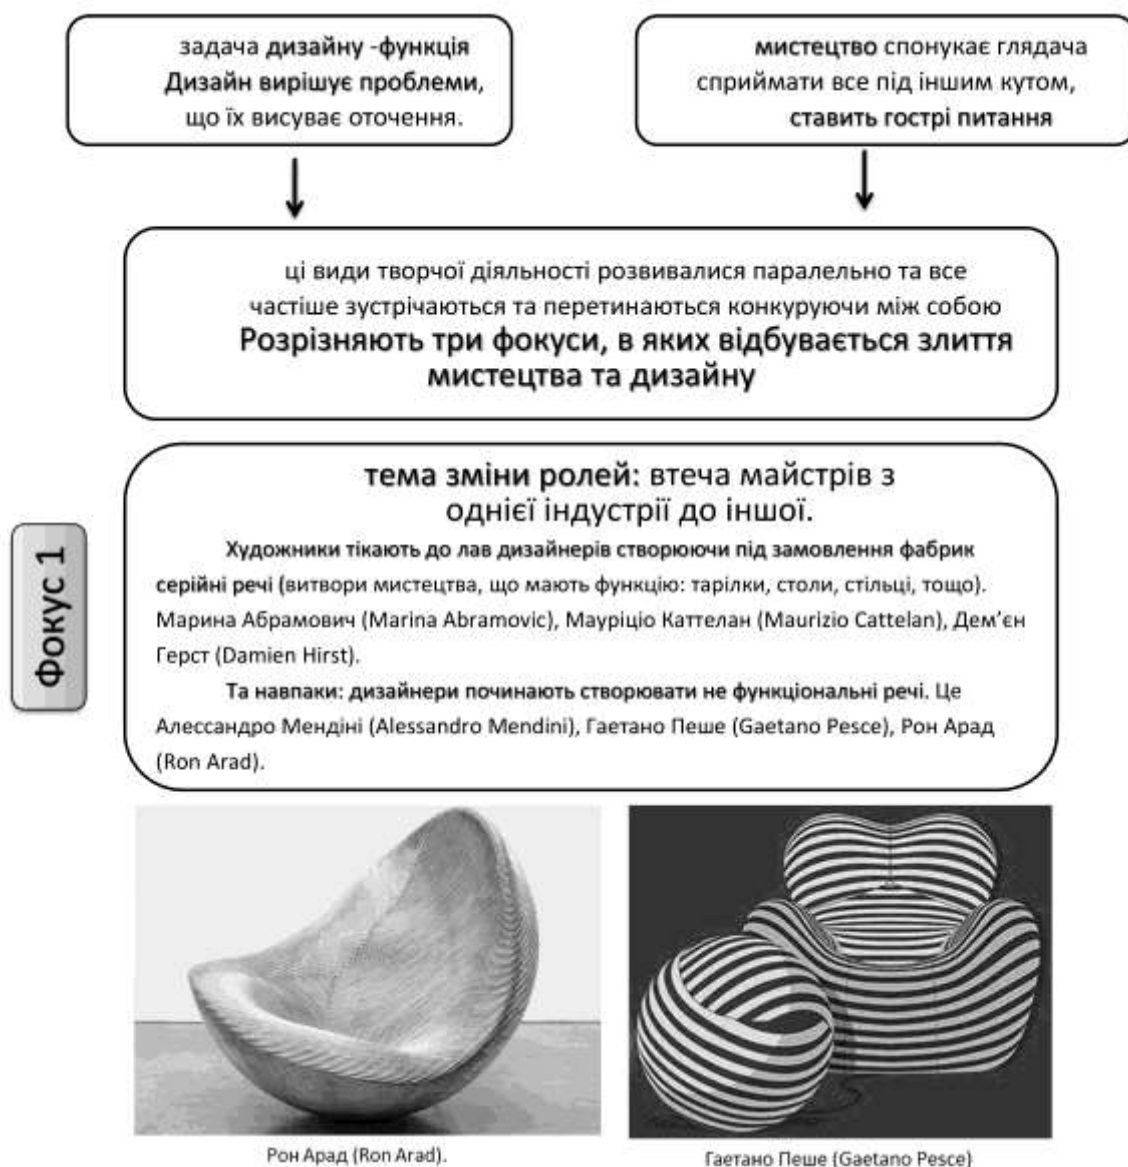 задача дизайну -функція
Дизайн вирішує проблеми,
що їх висуває оточення.
мистецтво спонукає глядача
сприймати все під іншим кутом,
ставить гострі питання
ці види творчої діяльності розвивалися паралельно та все
частіше зустрічаються та перетинаються конкуруючи між собою
Розрізняють три фокуси, в яких відбувається злиття
мистецтва та дизайну
Фокус 1
тема зміни ролей: втеча майстрів з
однієї індустрії до іншої.
Художники тікають до лав дизайнерів створюючи під замовлення фабрик
серійні речі (витвори мистецтва, що мають функцію: тарілки, столи, стільці, тощо).
Марина Абрамович (Marina Abramovic), Мауріціо Каттелан (Maurizio Cattelan), Дем’єн
Герст (Damien Hirst).
Та навпаки: дизайнери починають створювати не функціональні речі. Це
Алессандро Мендіні (Alessandro Mendini), Гаетано Пеше (Gaetano Pesce), Рон Арад
(Ron Arad).
Рон Арад (Ron Arad).
Гаетано Пеше (Gaetano Pesce)